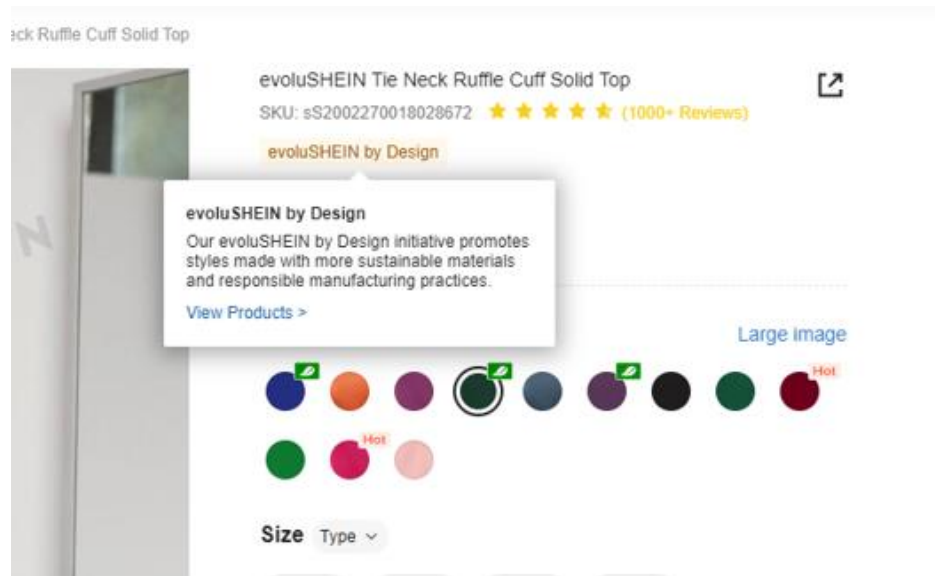 eck Ruffle Cuff Solid Top
evoluSHEIN Tie Neck Ruffle Cuff Solid Top
SKU: sS2002270018028672 (1000+ Reviews)
evoluSHEIN by Design
evoluSHEIN by Design
Our evoluSHEIN by Design initiative promotes
styles made with more sustainable materials
and responsible manufacturing practices.
View Products >
Large image
Hot
Hot
Size Type
N